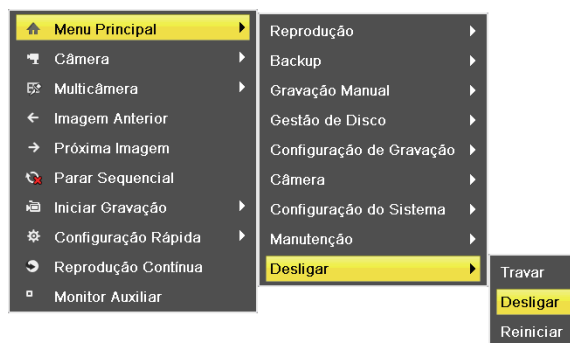 Menu Principal
Câmera
Multicâmera
Imagem Anterior
Próxima Imagem
Parar Sequencial
Iniciar Gravação
Configuração Rápida
Reprodução Contínua
Monitor Auxiliar
Reprodução
Backup
Gravação Manual
Gestão de Disco
Configuração de Gravação
Câmera
Configuração do Sistema
Manutenção
Desligar
Travar
Desligar
Reiniciar